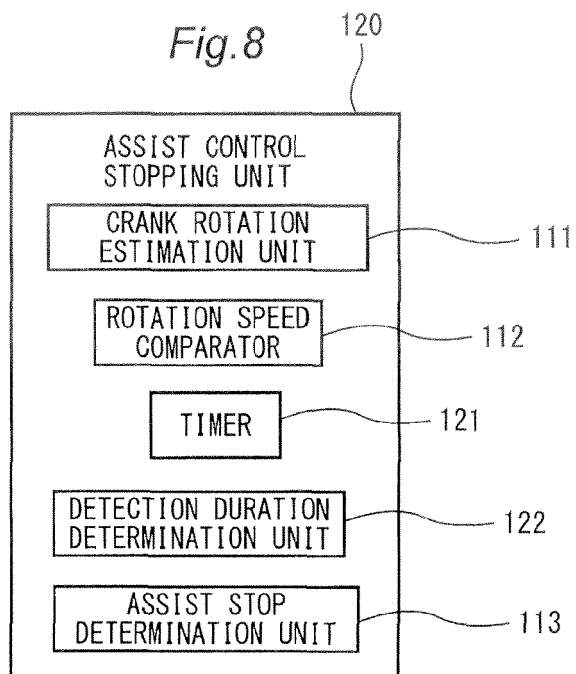 Fig.8
120
ASSIST CONTROL
STOPPING UNIT
CRANK ROTATION
ESTIMATION UNIT
111
ROTATION SPEED
COMPARATOR
112
TIMER
121
DETECTION DURATION
DETERMINATION UNIT
122
ASSIST STOP
DETERMINATION UNIT
113